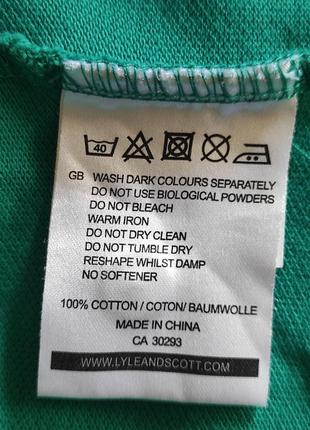 40
GB WASH DARK COLOURS SEPARATELY
DO NOT USE BIOLOGICAL POWDERS
DO NOT BLEACH
WARM IRON
DO NOT DRY CLEAN
DO NOT TUMBLE DRY
RESHAPE WHILST DAMP
NO SOFTENER
100% COTTON / COTON/ BAUMWOLLE
MADE IN CHINA
CA 30293
WWW.LYLEANDSCOTT.COM